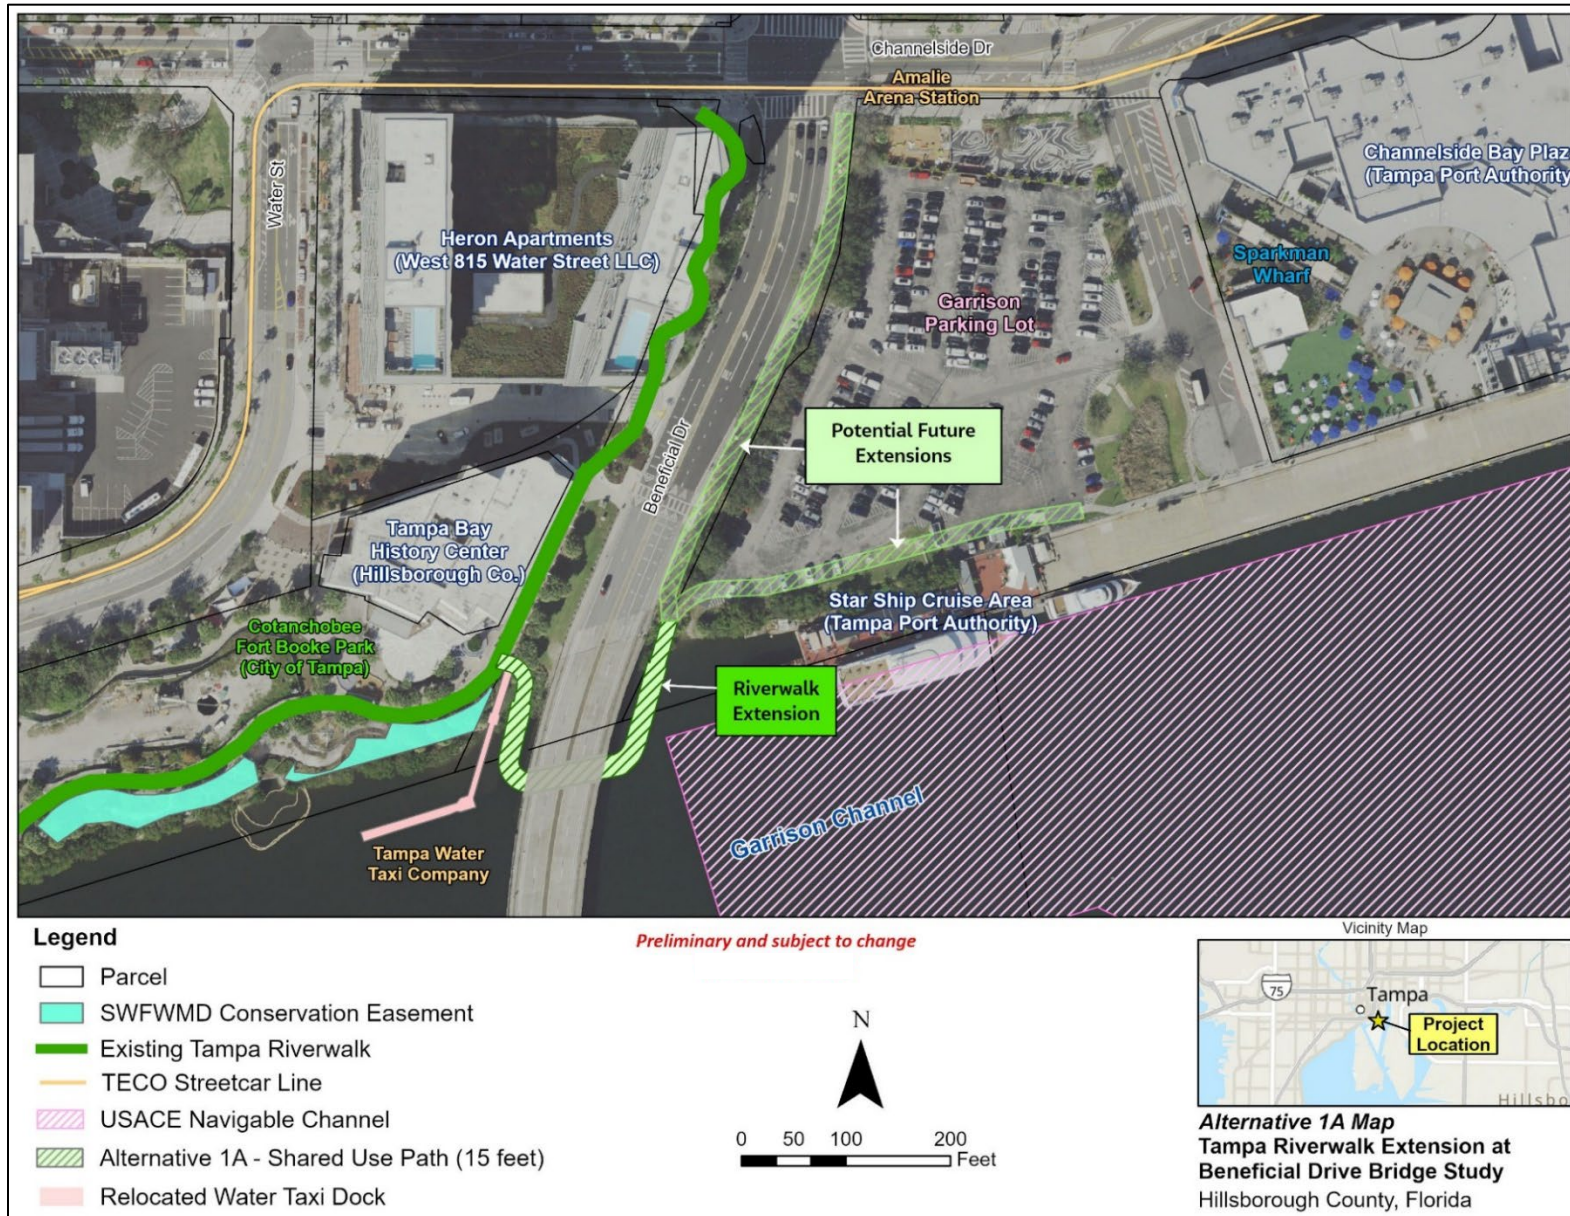 Channelside Dr
Amalie
Arena Station
Water St
Channelside Bay Plaz
(Tampa Port Authority
Heron Apartments
(West 815 Water Street LLC)
Sparkman
Wharf
Garrison
Parking Lot
Potential Future
Extensions
Beneficial Dr
Tampa Bay
History Center
(Hillsborough Co.)
Star Ship Cruise Area
(Tampa Port Authority)
Cotanchobee
Fort Booke Park
(City of Tampa)
Riverwalk
Extension
Garrison Channel
Tampa Water
Taxi Company
Legend
Parcel
SWFWMD Conservation Easement
Existing Tampa Riverwalk
TECO Streetcar Line
USACE Navigable Channel
Alternative 1A - Shared Use Path (15 feet)
Relocated Water Taxi Dock
Preliminary and subject to change
N
0 50 100 200
Feet
Vicinity Map
75
Tampa
Project
Location
Hillsbo
Alternative 1A Map
Tampa Riverwalk Extension at
Beneficial Drive Bridge Study
Hillsborough County, Florida